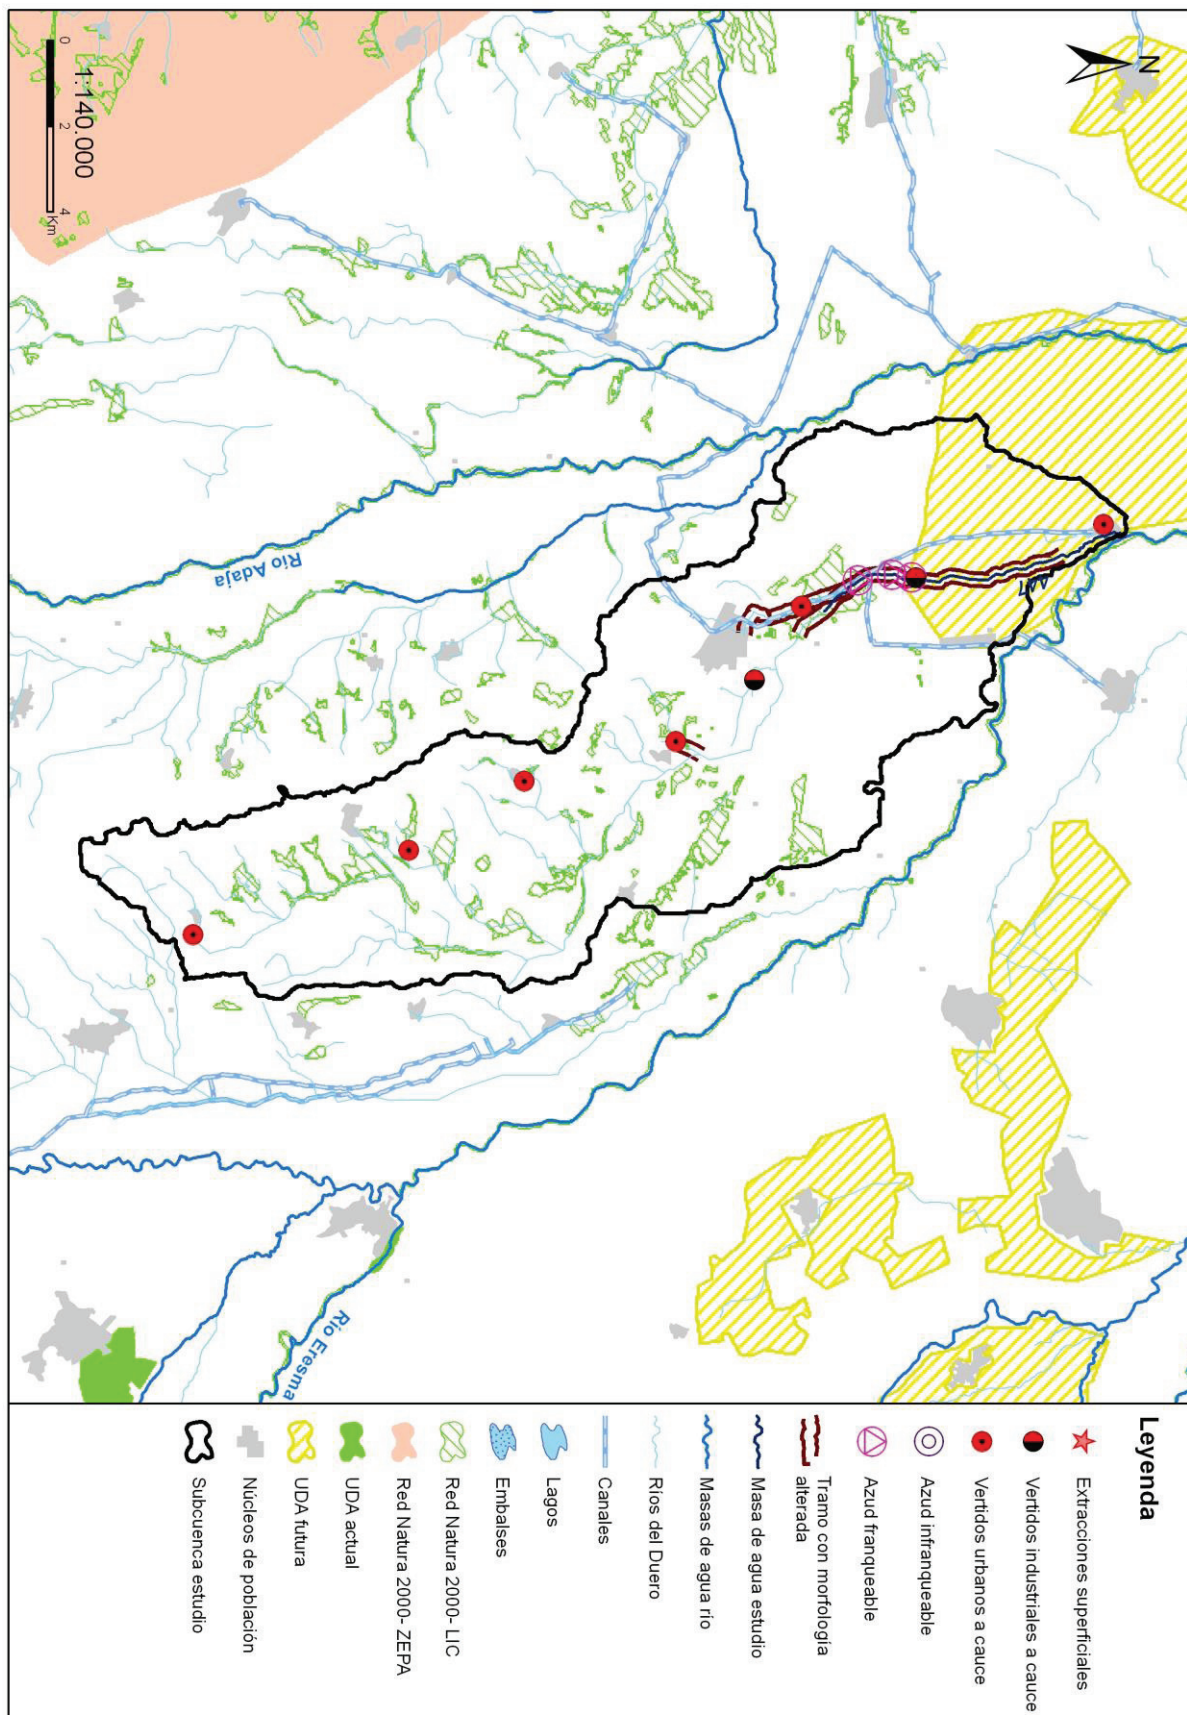 N
1:140.000
0
2
4
Km
Río Adaja
Río Eresma
Leyenda
Extracciones superficiales
Vertidos industriales a cauce
Vertidos urbanos a cauce
Azud infranqueable
Azud franqueable
Tramo con morfología
alterada
Masa de agua estudio
Masas de agua río
Ríos del Duero
Canales
Lagos
Embalses
Red Natura 2000- LIC
Red Natura 2000- ZEPA
UDA actual
UDA futura
Núcleos de población
Subcuenca estudio